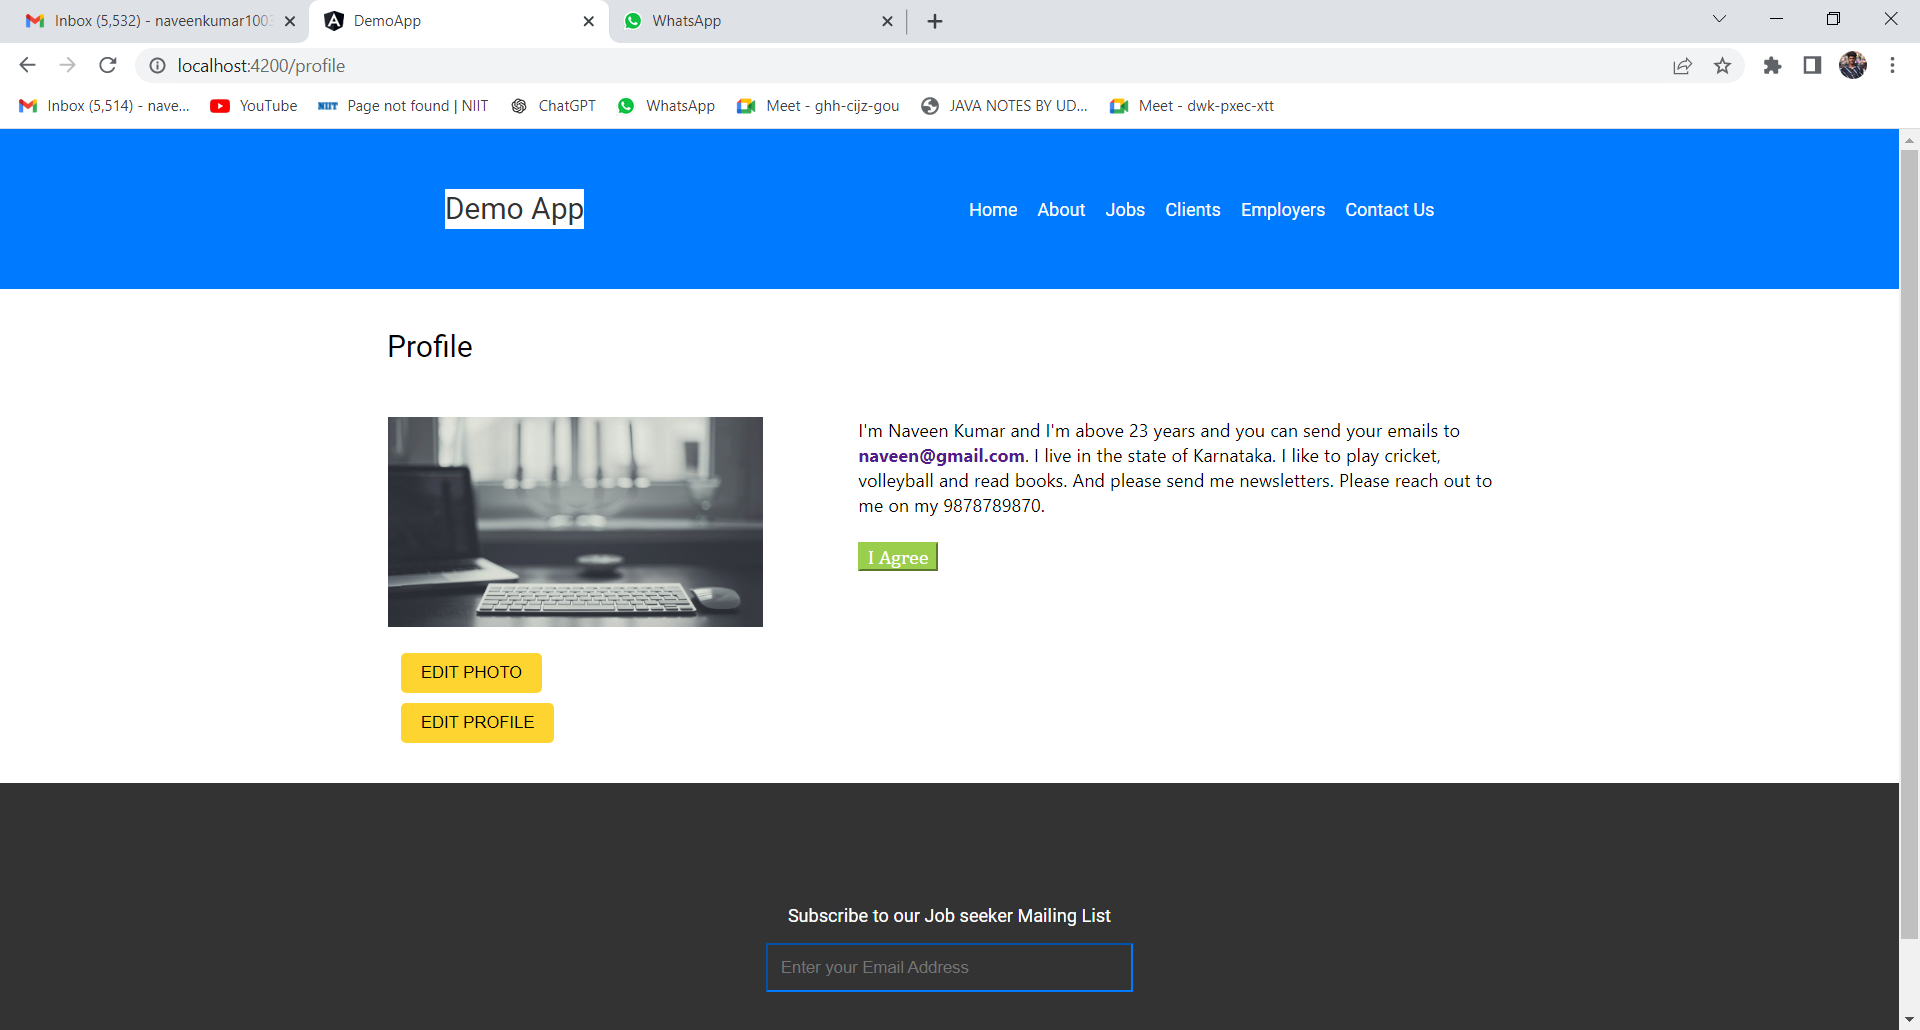 Inbox (5,532) - naveenkumar1003
DemoApp
WhatsApp
localhost:4200/profile
Inbox (5,514) - nave...
YouTube
NIIT
Page not found | NIIT
ChatGPT
WhatsApp
Meet - ghh-cijz-gou
JAVA NOTES BY UD...
Meet - dwk-pxec-xtt
Demo App
Home
About
Jobs
Clients
Employers
Contact Us
Profile
I'm Naveen Kumar and I'm above 23 years and you can send your emails to
naveen@gmail.com. I live in the state of Karnataka. I like to play cricket,
volleyball and read books. And please send me newsletters. Please reach out to
me on my 9878789870.
I Agree
EDIT PHOTO
EDIT PROFILE
Subscribe to our Job seeker Mailing List
Enter your Email Address